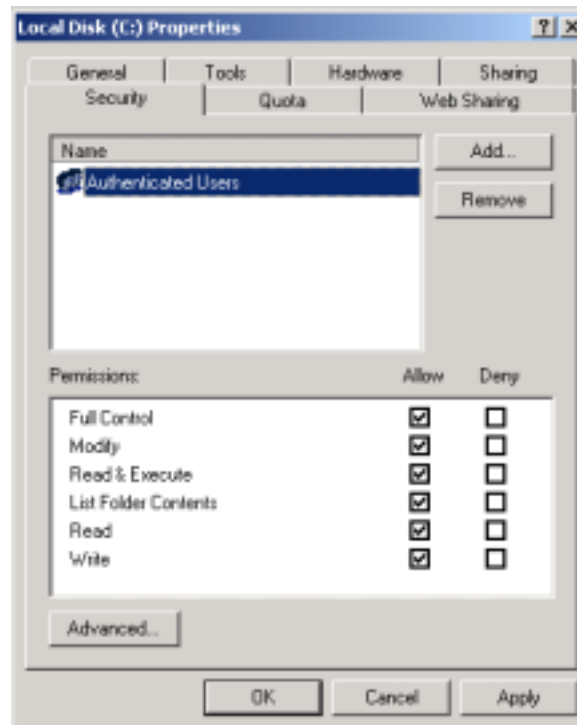 Local Disk (C:) Properties
General Tools Hardware Sharing
Security Quota Web Sharing
Name
Add...
Authenticated Users
Remove
Permissions: Allow Deny
Full Control
Modify
Read & Execute
List Folder Contents
Read
Write
Advanced...
OK Cancel Apply